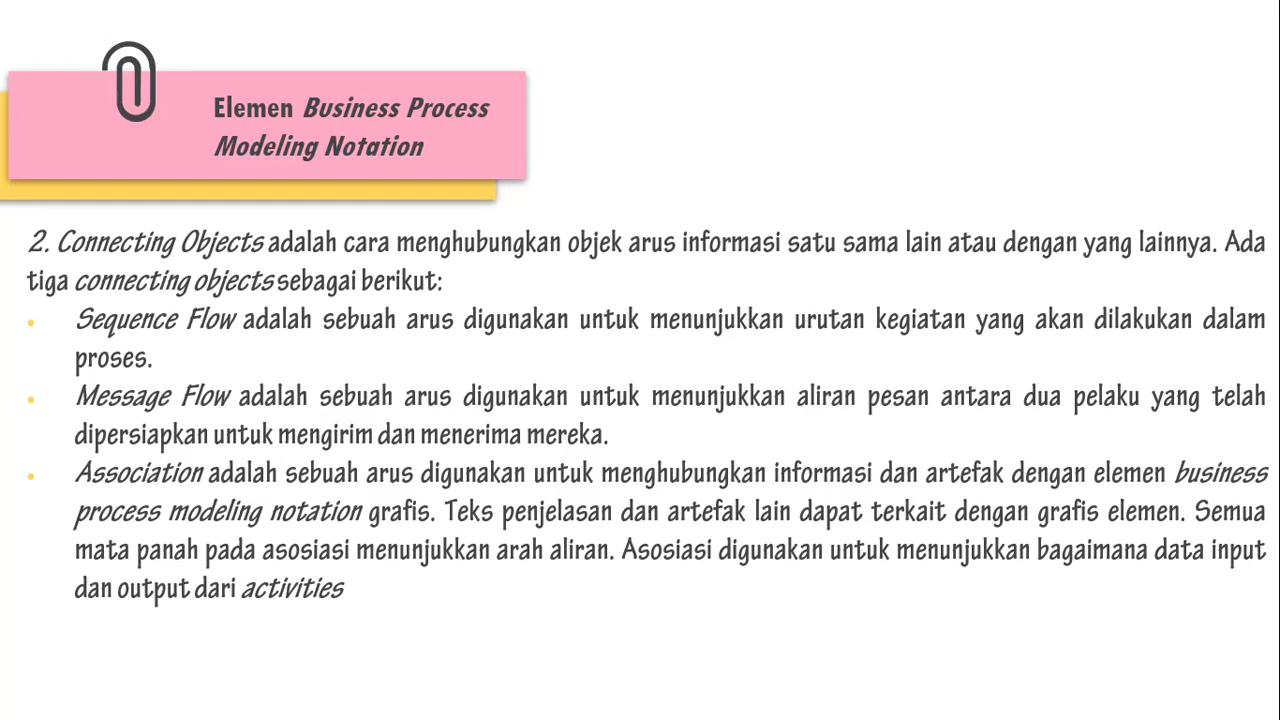 Elemen Business Process
Modeling Notation
2. Connecting Objects adalah cara menghubungkan objek arus informasi satu sama lain atau dengan yang lainnya. Ada
tiga connecting objects sebagai berikut:
• Sequence Flow adalah sebuah arus digunakan untuk menunjukkan urutan kegiatan yang akan dilakukan dalam
proses.
• Message Flow adalah sebuah arus digunakan untuk menunjukkan aliran pesan antara dua pelaku yang telah
dipersiapkan untuk mengirim dan menerima mereka.
• Association adalah sebuah arus digunakan untuk menghubungkan informasi dan artefak dengan elemen business
process modeling notation grafis. Teks penjelasan dan artefak lain dapat terkait dengan grafis elemen. Semua
mata panah pada asosiasi menunjukkan arah aliran. Asosiasi digunakan untuk menunjukkan bagaimana data input
dan output dari activities